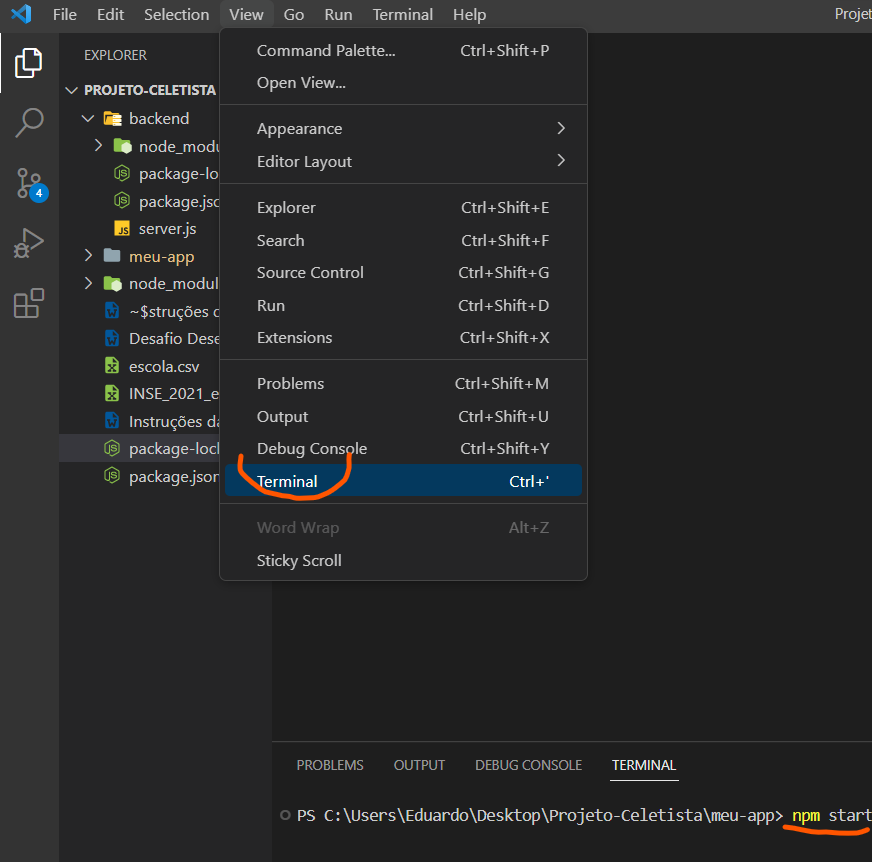 File Edit Selection View Go Run Terminal Help Projet
EXPLORER
PROJETO-CELETISTA
backend
node_modu
package-lo
package.jso
server.js
meu-app
node_modul
~$struções d
Desafio Dese
escola.csv
INSE_2021_e
Instruções da
package-lock
package.json
4
Command Palette... Ctrl+Shift+P
Open View...
Appearance
Editor Layout
Explorer Ctrl+Shift+E
Search Ctrl+Shift+F
Source Control Ctrl+Shift+G
Run Ctrl+Shift+D
Extensions Ctrl+Shift+X
Problems Ctrl+Shift+M
Output Ctrl+Shift+U
Debug Console Ctrl+Shift+Y
Terminal Ctrl+'
Word Wrap Alt+Z
Sticky Scroll
PROBLEMS OUTPUT DEBUG CONSOLE TERMINAL
PS C:\Users\Eduardo\Desktop\Projeto-Celetista\meu-app> npm start